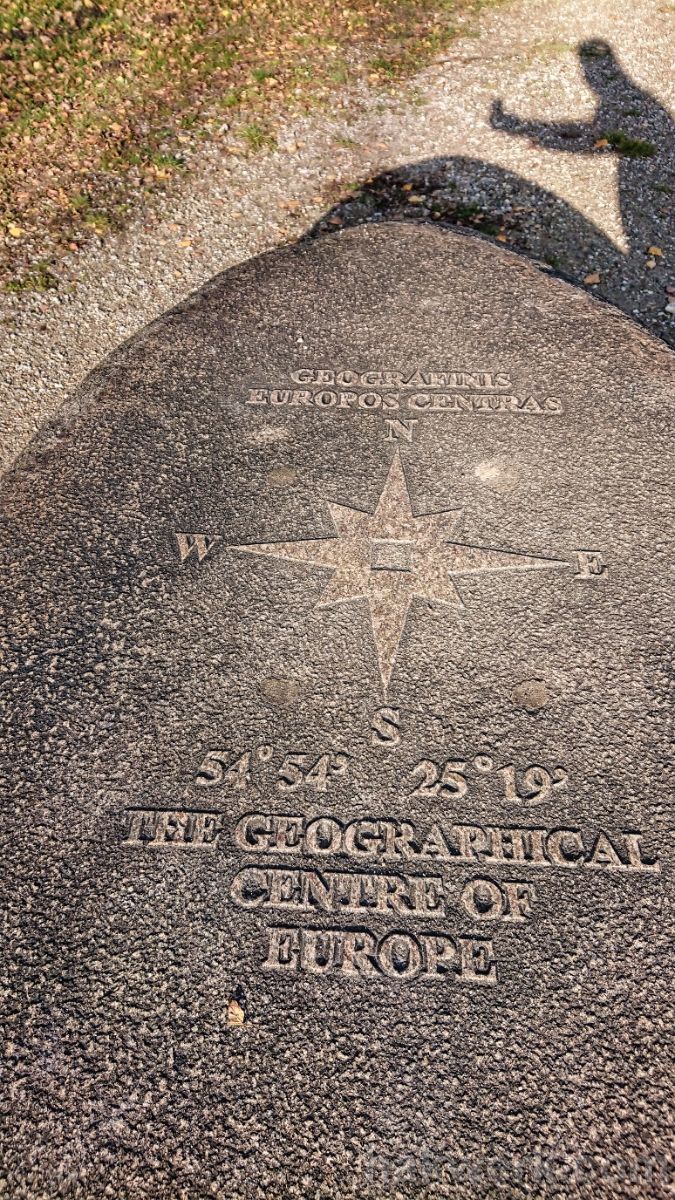 GEOGRAFINIS
EUROPOS CENTRAS
N
W E
S
54°54' 25°19'
THE GEOGRAPHICAL
CENTRE OF
EUROPE